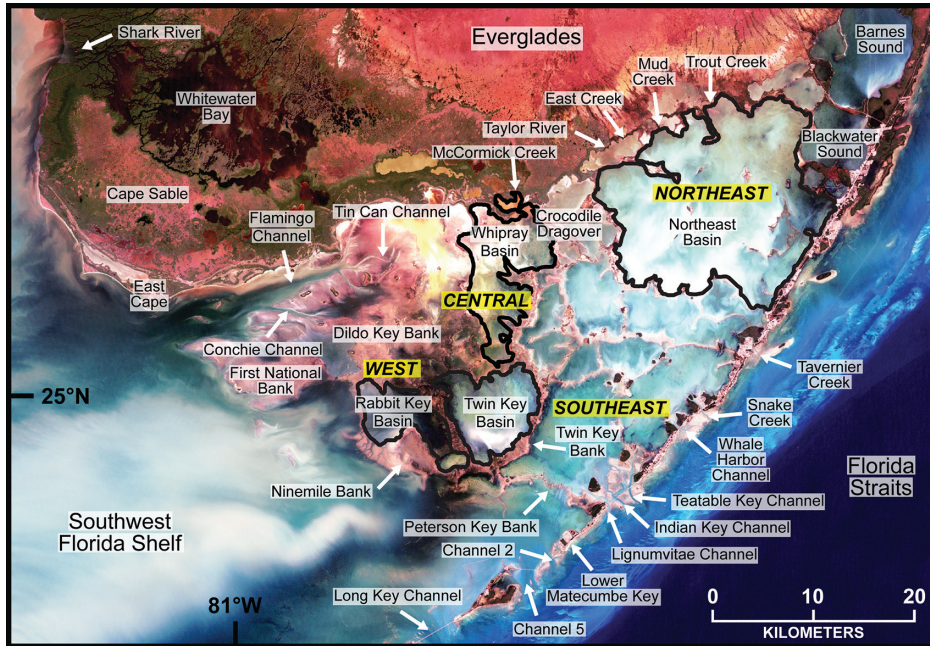 Shark River
Everglades
Barnes
Sound
Mud
Creek
Trout Creek
Whitewater
Bay
East Creek
Taylor River
Blackwater
Sound
McCormick Creek
Cape Sable
NORTHEAST
Flamingo
Channel
Tin Can Channel
Crocodile
Dragover
Whipray
Basin
Northeast
Basin
East
Cape
CENTRAL
Dildo Key Bank
Conchie Channel
First National
Bank
WEST
Tavernier
Creek
25°N
Rabbit Key
Basin
Twin Key
Basin
SOUTHEAST
Snake
Creek
Twin Key
Bank
Whale
Harbor
Channel
Florida
Straits
Ninemile Bank
Teatable Key Channel
Southwest
Florida Shelf
Peterson Key Bank
Indian Key Channel
Channel 2
Lignumvitae Channel
Lower
Matecumbe Key
81°W
Long Key Channel
Channel 5
0 10 20
KILOMETERS